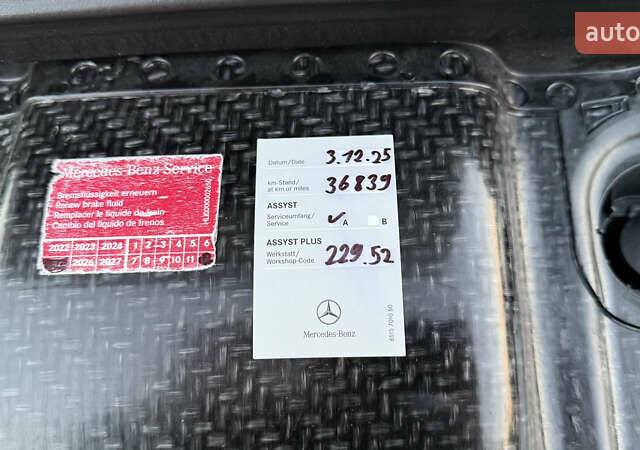 auto
Mercedes-Benz Service
Bremsflüssigkeit erneuern
Renew brake fluid
Remplacer le liquide de frein
Cambio del líquido de frenos
2022 2023 2024 1 2 3 4 5 6
2026 2027 7 8 9 10 11
Datum/Date 3.12.25
km-Stand/
at km or miles 36839
ASSYST
Serviceumfang/
Service ✓ A B
ASSYST PLUS
Werkstatt/
Workshop-Code 229.52
Mercedes-Benz